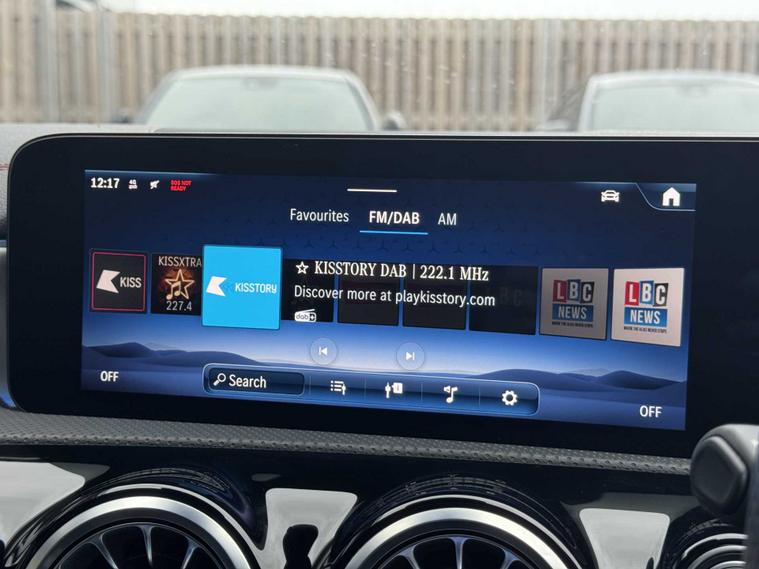 12:17 4G SOS NOT
READY
Favourites FM/DAB AM
KISS
KISSXTRA
227.4
KISSTORY
☆ KISSTORY DAB | 222.1 MHz
Discover more at playkisstory.com
dab+
LBC
NEWS
LBC
NEWS
OFF
Search
OFF